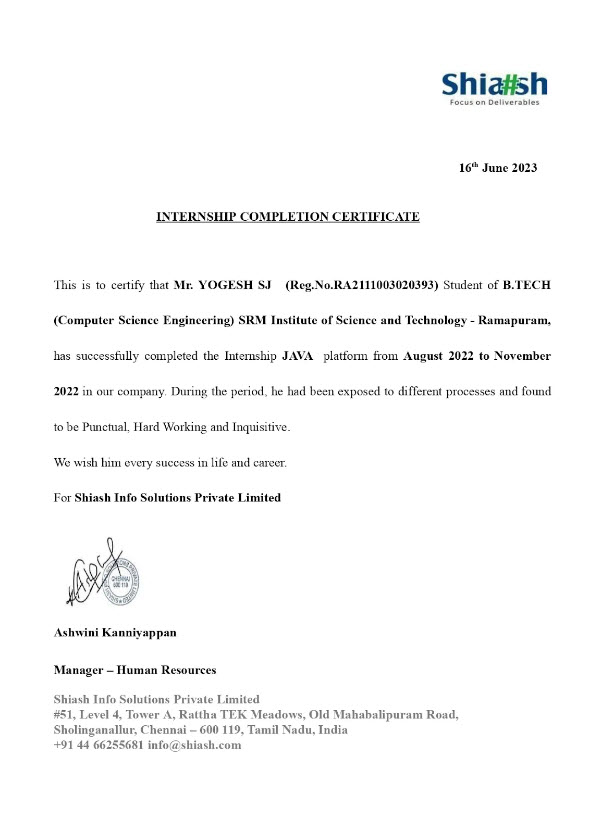 Shiash
Focus on Deliverables
16th June 2023
INTERNSHIP COMPLETION CERTIFICATE
This is to certify that Mr. YOGESH SJ (Reg.No.RA2111003020393) Student of B.TECH
(Computer Science Engineering) SRM Institute of Science and Technology - Ramapuram,
has successfully completed the Internship JAVA platform from August 2022 to November
2022 in our company. During the period, he had been exposed to different processes and found
to be Punctual, Hard Working and Inquisitive.
We wish him every success in life and career.
For Shiash Info Solutions Private Limited
CHENNAI
600 119
Ashwini Kanniyappan
Manager – Human Resources
Shiash Info Solutions Private Limited
#51, Level 4, Tower A, Rattha TEK Meadows, Old Mahabalipuram Road,
Sholinganallur, Chennai – 600 119, Tamil Nadu, India
+91 44 66255681 info@shiash.com